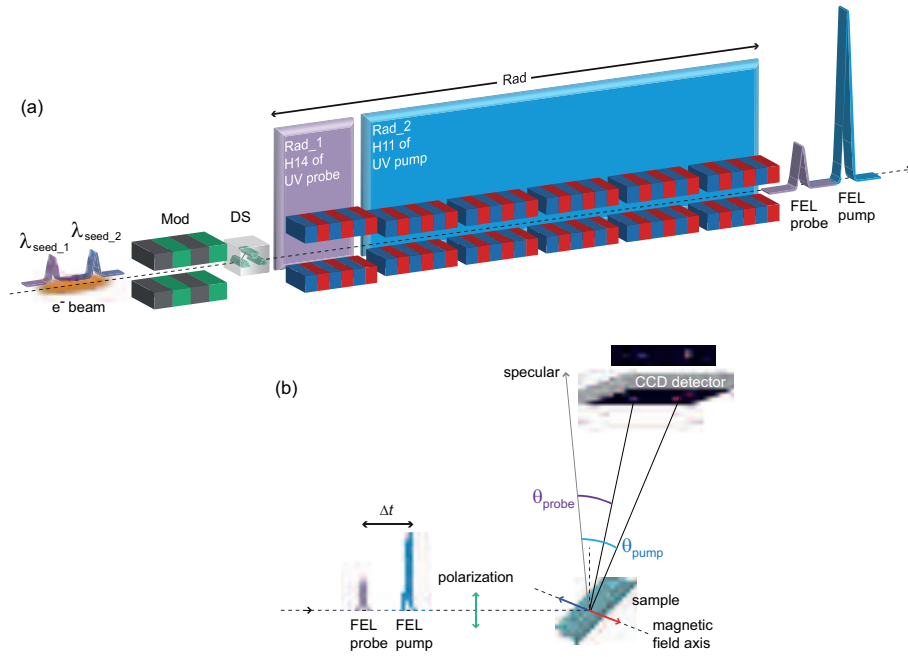 (a)
Rad
Rad_1
H14 of
UV probe
Rad_2
H11 of
UV pump
Mod
DS
λseed_1
λseed_2
e⁻ beam
FEL
probe
FEL
pump
(b)
specular
CCD detector
θprobe
θpump
Δt
polarization
FEL
probe
FEL
pump
sample
magnetic
field axis